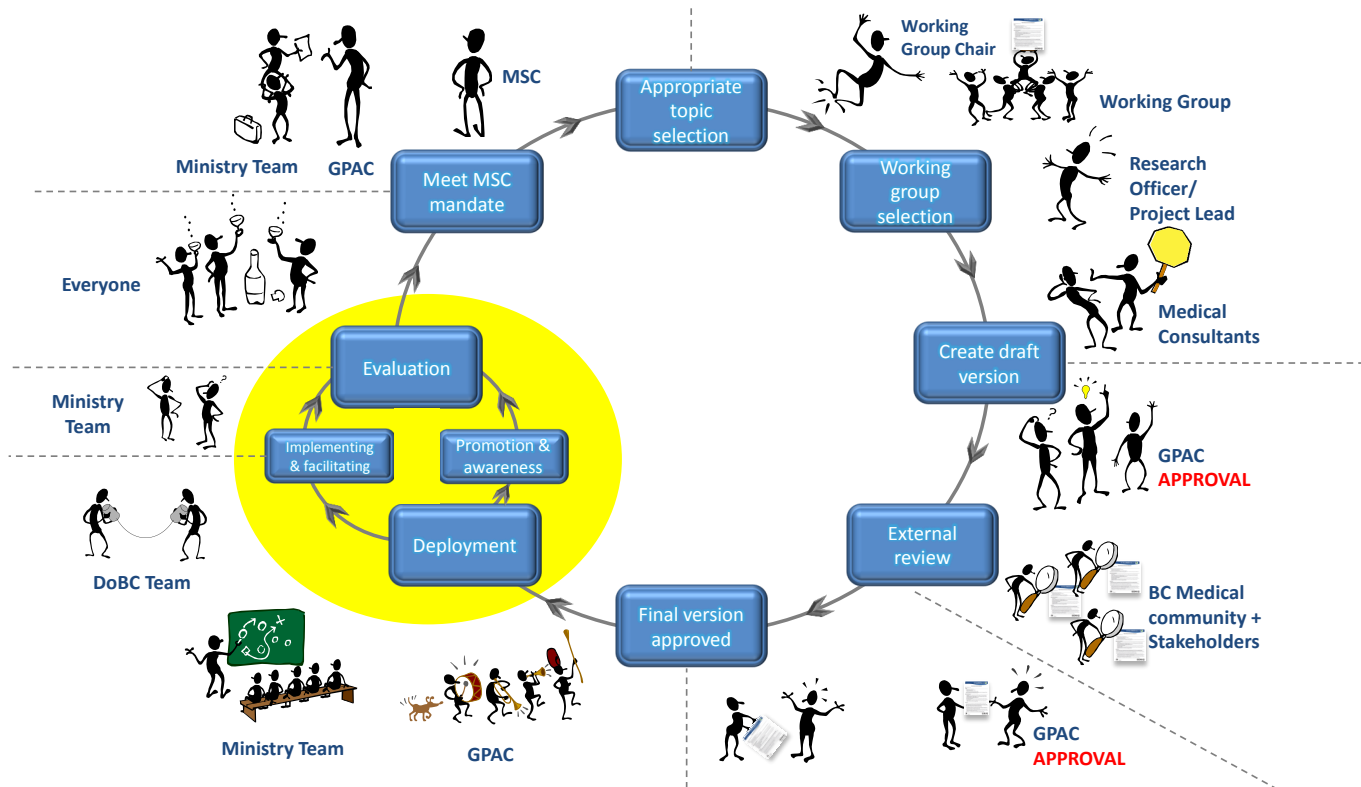 Working
Group Chair
MSC
Appropriate
topic
selection
Working Group
Ministry Team
GPAC
Meet MSC
mandate
Working
group
selection
Research
Officer/
Project Lead
Everyone
Medical
Consultants
Evaluation
Create draft
version
Ministry
Team
Implementing
& facilitating
Promotion &
awareness
?
?
GPAC
APPROVAL
Deployment
External
review
DoBC Team
Final version
approved
BC Medical
community +
Stakeholders
Ministry Team
GPAC
GPAC
APPROVAL